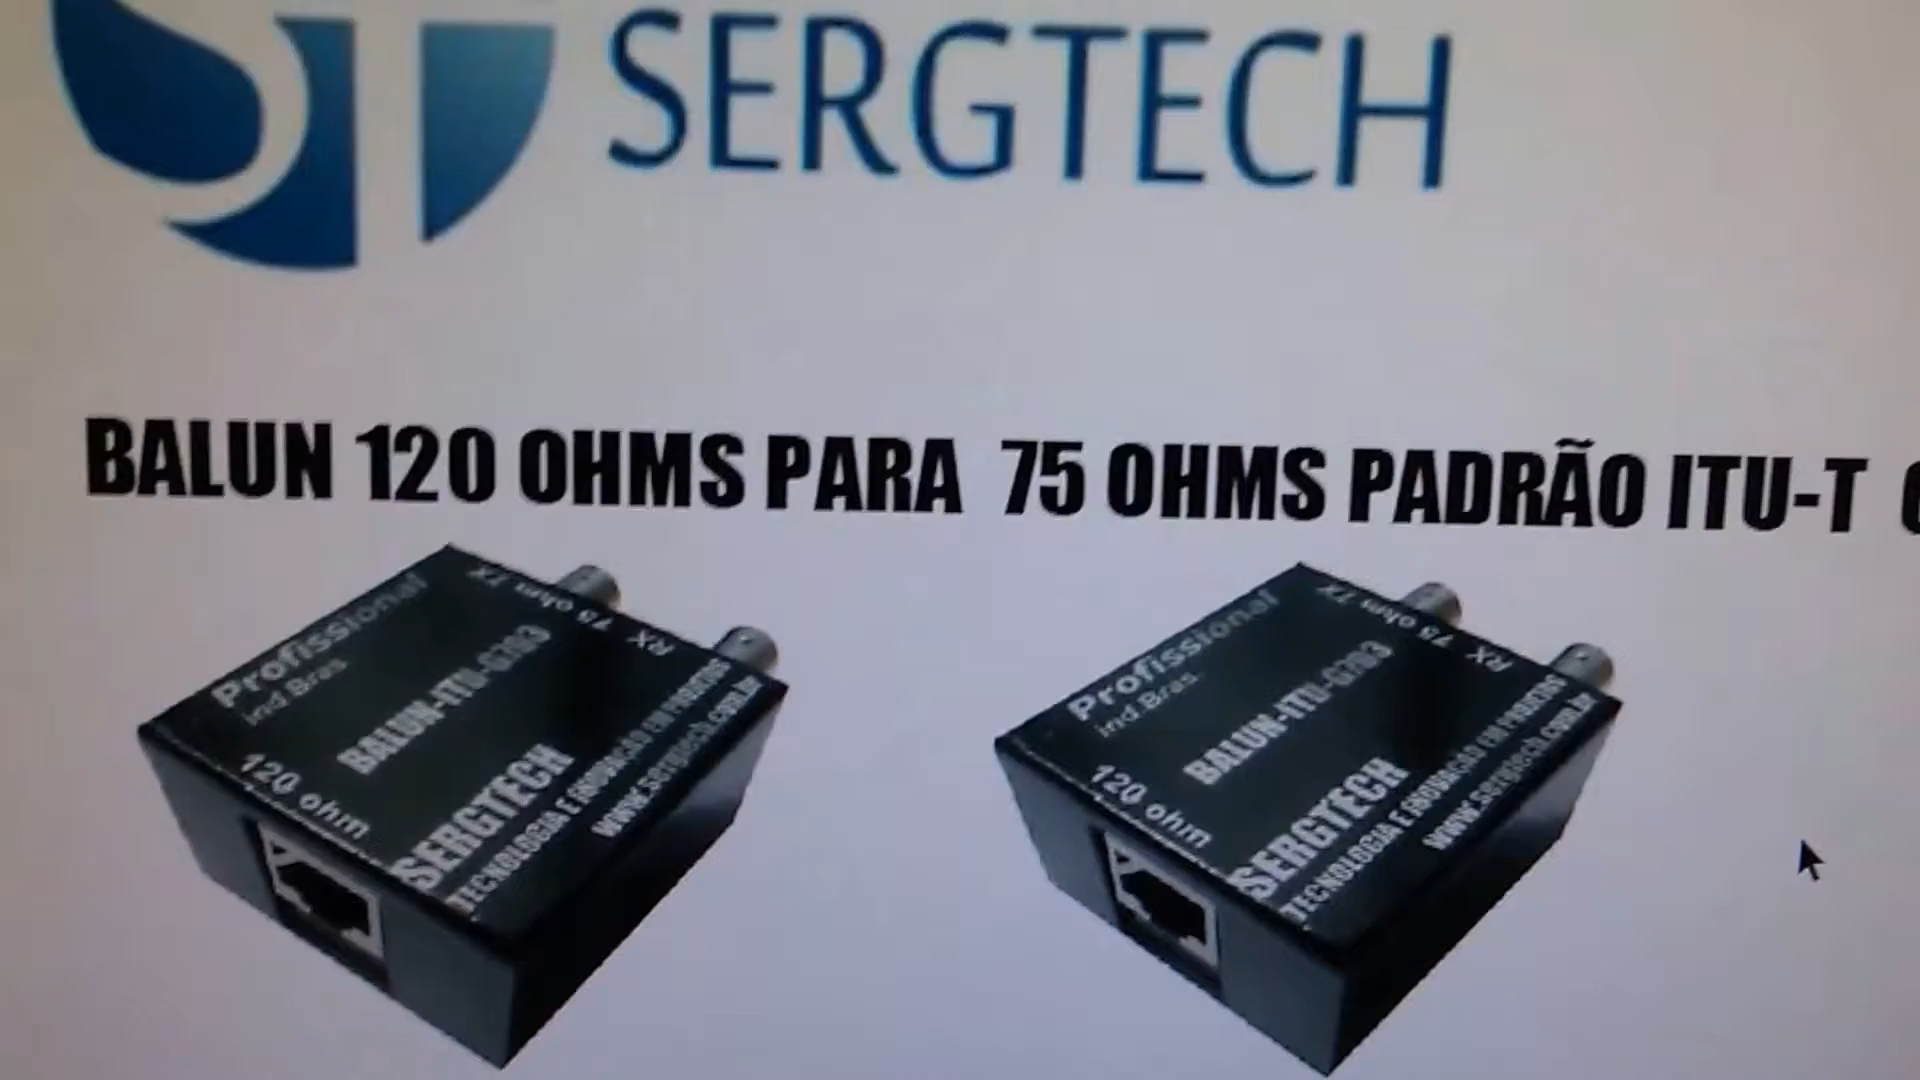 SERGTECH
BALUN 120 OHMS PARA 75 OHMS PADRÃO ITU-T
Profissional
Ind.Bras.
BALUN-ITU-G703
120 ohm
75 ohm TX
RX
SERGTECH
TECNOLOGIA E INOVAÇÃO EM PRODUTOS
www.sergtech.com.br
Profissional
Ind.Bras.
BALUN-ITU-G703
120 ohm
75 ohm TX
RX
SERGTECH
TECNOLOGIA E INOVAÇÃO EM PRODUTOS
www.sergtech.com.br